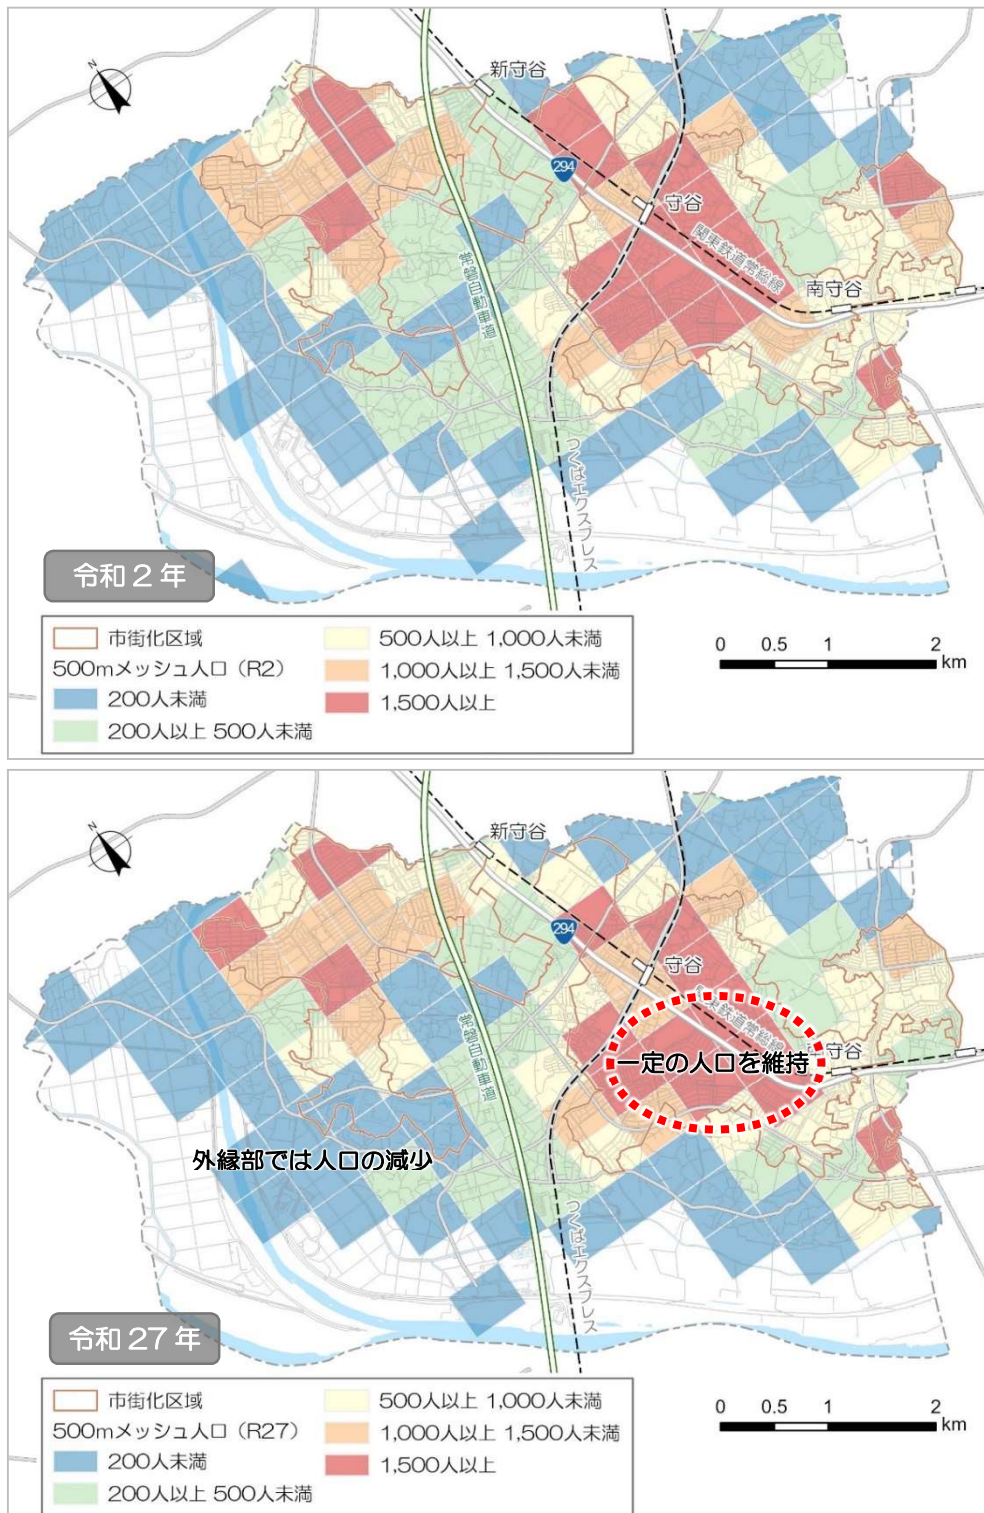 N
新守谷
294
守谷
関東鉄道常総線
南守谷
常磐自動車道
つくばエクスプレス
令和2年
市街化区域
500mメッシュ人口（R2）
200人未満
200人以上 500人未満
500人以上 1,000人未満
1,000人以上 1,500人未満
1,500人以上
0 0.5 1 2
km
N
新守谷
294
守谷
東鉄道常総線
守谷
一定の人口を維持
常磐自動車道
外縁部では人口の減少
つくばエクスプレス
令和27年
市街化区域
500mメッシュ人口（R27）
200人未満
200人以上 500人未満
500人以上 1,000人未満
1,000人以上 1,500人未満
1,500人以上
0 0.5 1 2
km